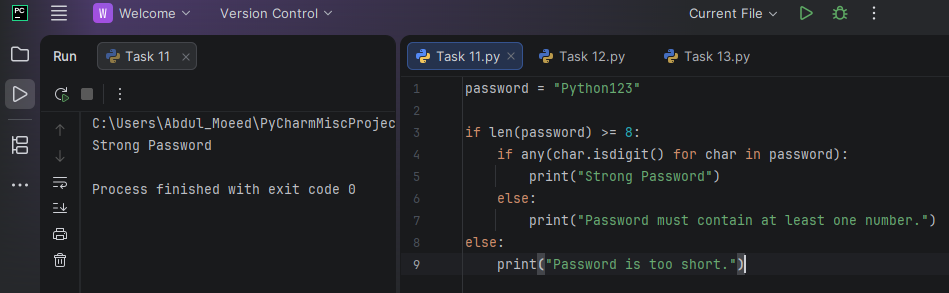 PC
W Welcome Version Control Current File
Run Task 11 Task 11.py Task 12.py Task 13.py
C:\Users\Abdul_Moeed\PyCharmMiscProjec
Strong Password
Process finished with exit code 0
1 password = "Python123"
2
3 if len(password) >= 8:
4     if any(char.isdigit() for char in password):
5         print("Strong Password")
6     else:
7         print("Password must contain at least one number.")
8 else:
9     print("Password is too short.")